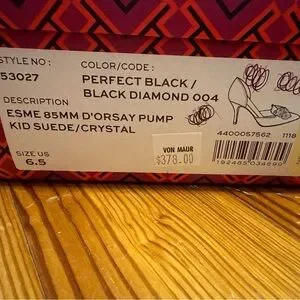 STYLE NO :
COLOR/CODE :
53027
PERFECT BLACK /
BLACK DIAMOND 004
DESCRIPTION
ESME 85MM D'ORSAY PUMP
KID SUEDE/CRYSTAL
4400057562 1118
SIZE US
6.5
VON MAUR
$378.00
192485034690